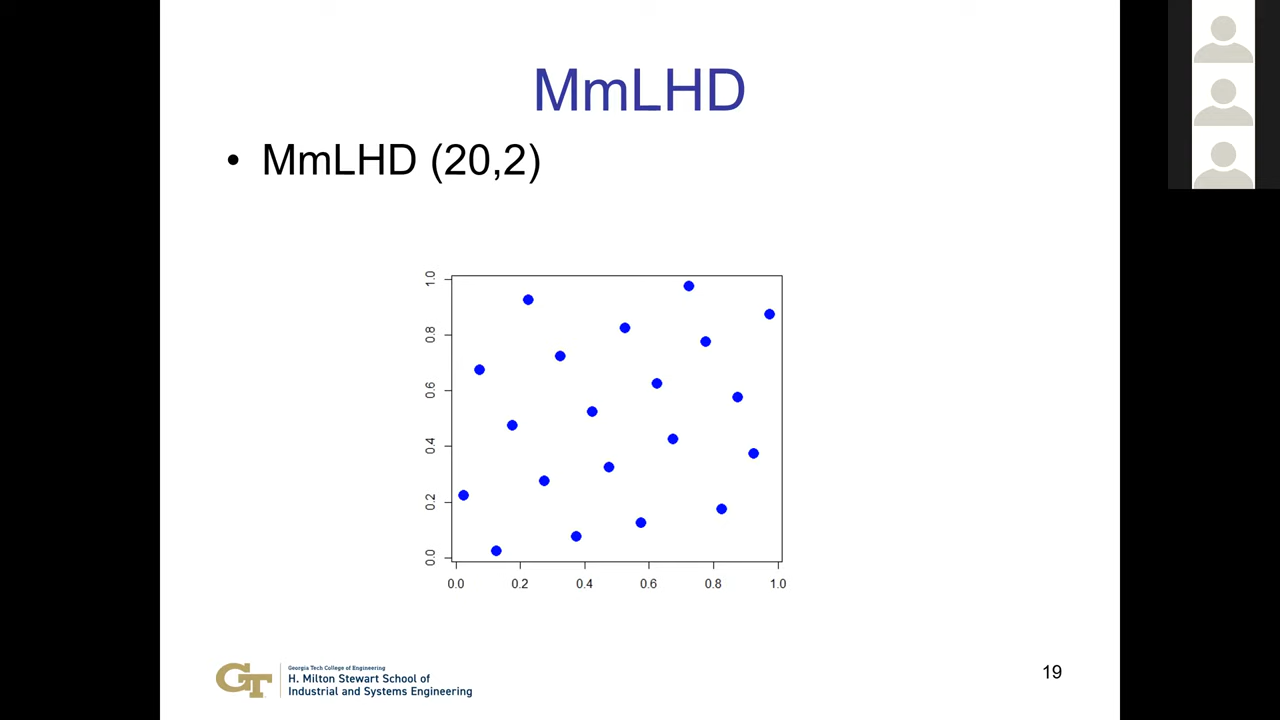 MmLHD
• MmLHD (20,2)
1.0
0.8
0.6
0.4
0.2
0.0
0.0 0.2 0.4 0.6 0.8 1.0
GT
Georgia Tech College of Engineering
H. Milton Stewart School of
Industrial and Systems Engineering
19